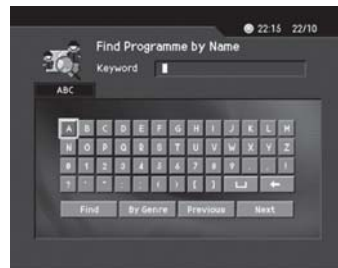 22:15 22/10
Find Programme by Name
Keyword
ABC
A B C D E F G H I J K L M
N O P Q R S T U V W X Y Z
0 1 2 3 4 5 6 7 8 9 . , !
? ' " : ; ( ) [ ]
Find By Genre Previous Next